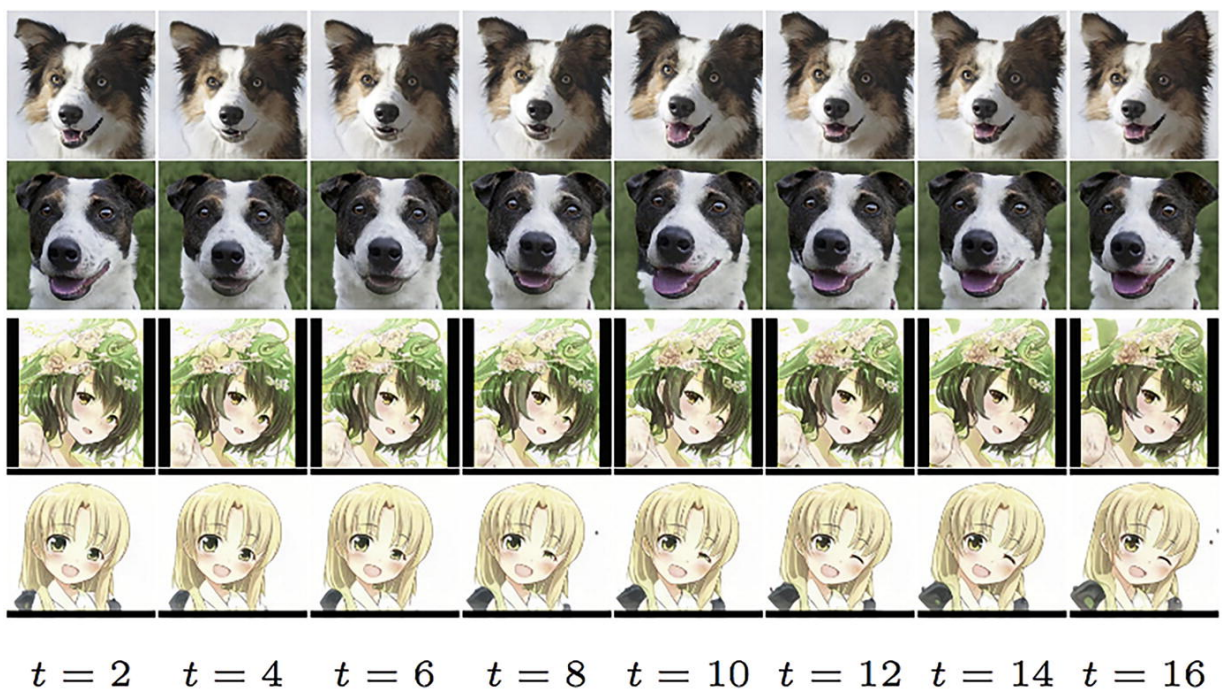 t = 2 t = 4 t = 6 t = 8 t = 10 t = 12 t = 14 t = 16